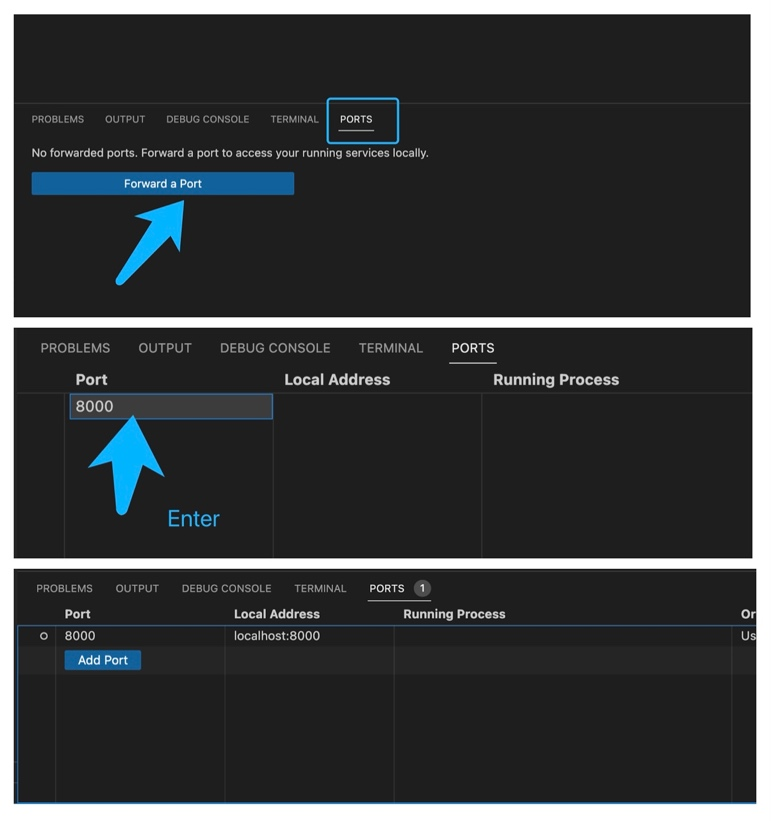 PROBLEMS OUTPUT DEBUG CONSOLE TERMINAL PORTS
No forwarded ports. Forward a port to access your running services locally.
Forward a Port
PROBLEMS OUTPUT DEBUG CONSOLE TERMINAL PORTS
Port Local Address Running Process
8000
Enter
PROBLEMS OUTPUT DEBUG CONSOLE TERMINAL PORTS 1
Port Local Address Running Process Or
8000 localhost:8000 Us
Add Port